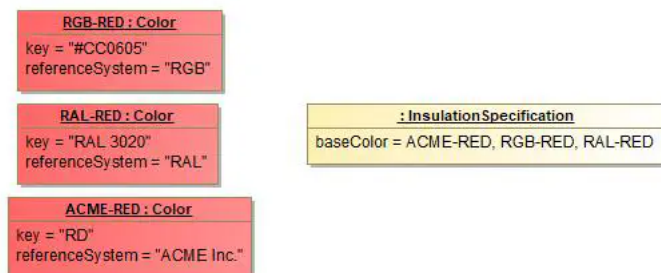 RGB-RED : Color
key = "#CC0605"
referenceSystem = "RGB"
RAL-RED : Color
key = "RAL 3020"
referenceSystem = "RAL"
: InsulationSpecification
baseColor = ACME-RED, RGB-RED, RAL-RED
ACME-RED : Color
key = "RD"
referenceSystem = "ACME Inc."